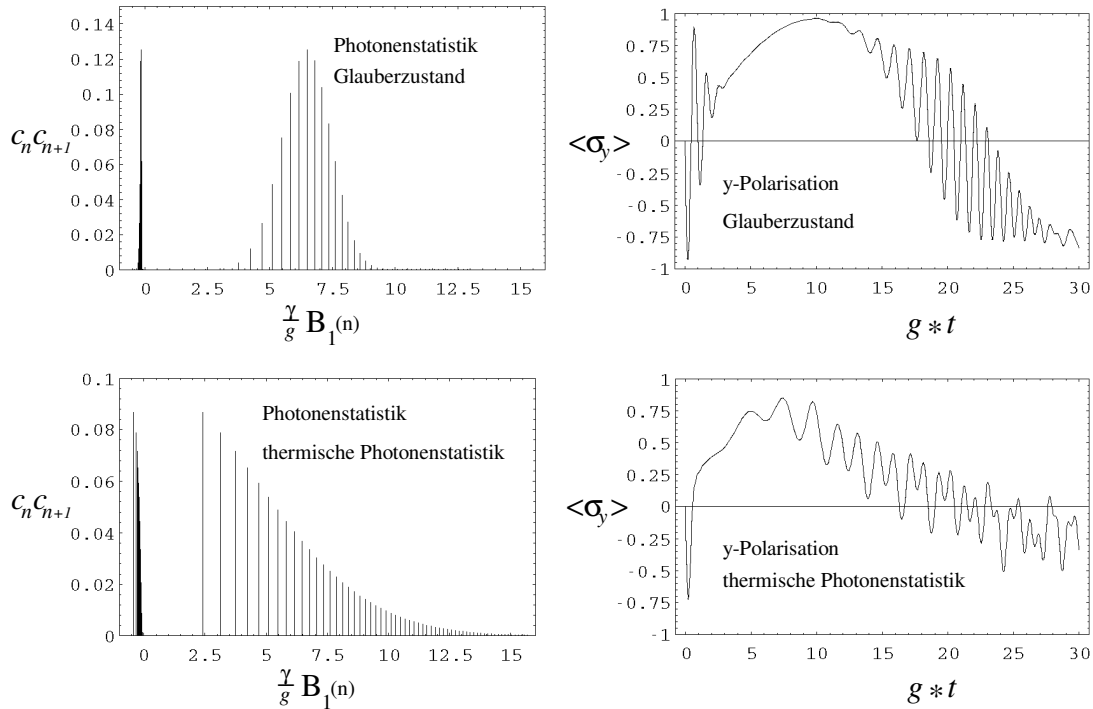 0.14
0.12
0.1
0.08
0.06
0.04
0.02
0
c_n c_{n+1}
Photonenstatistik
Glauberzustand
0 2.5 5 7.5 10 12.5 15
γ/g B_1(n)
1
0.75
0.5
0.25
0
-0.25
-0.5
-0.75
-1
<σ_y>
y-Polarisation
Glauberzustand
0 5 10 15 20 25 30
g * t
0.1
0.08
0.06
0.04
0.02
0
c_n c_{n+1}
Photonenstatistik
thermische Photonenstatistik
0 2.5 5 7.5 10 12.5 15
γ/g B_1(n)
1
0.75
0.5
0.25
0
-0.25
-0.5
-0.75
-1
<σ_y>
y-Polarisation
thermische Photonenstatistik
0 5 10 15 20 25 30
g * t